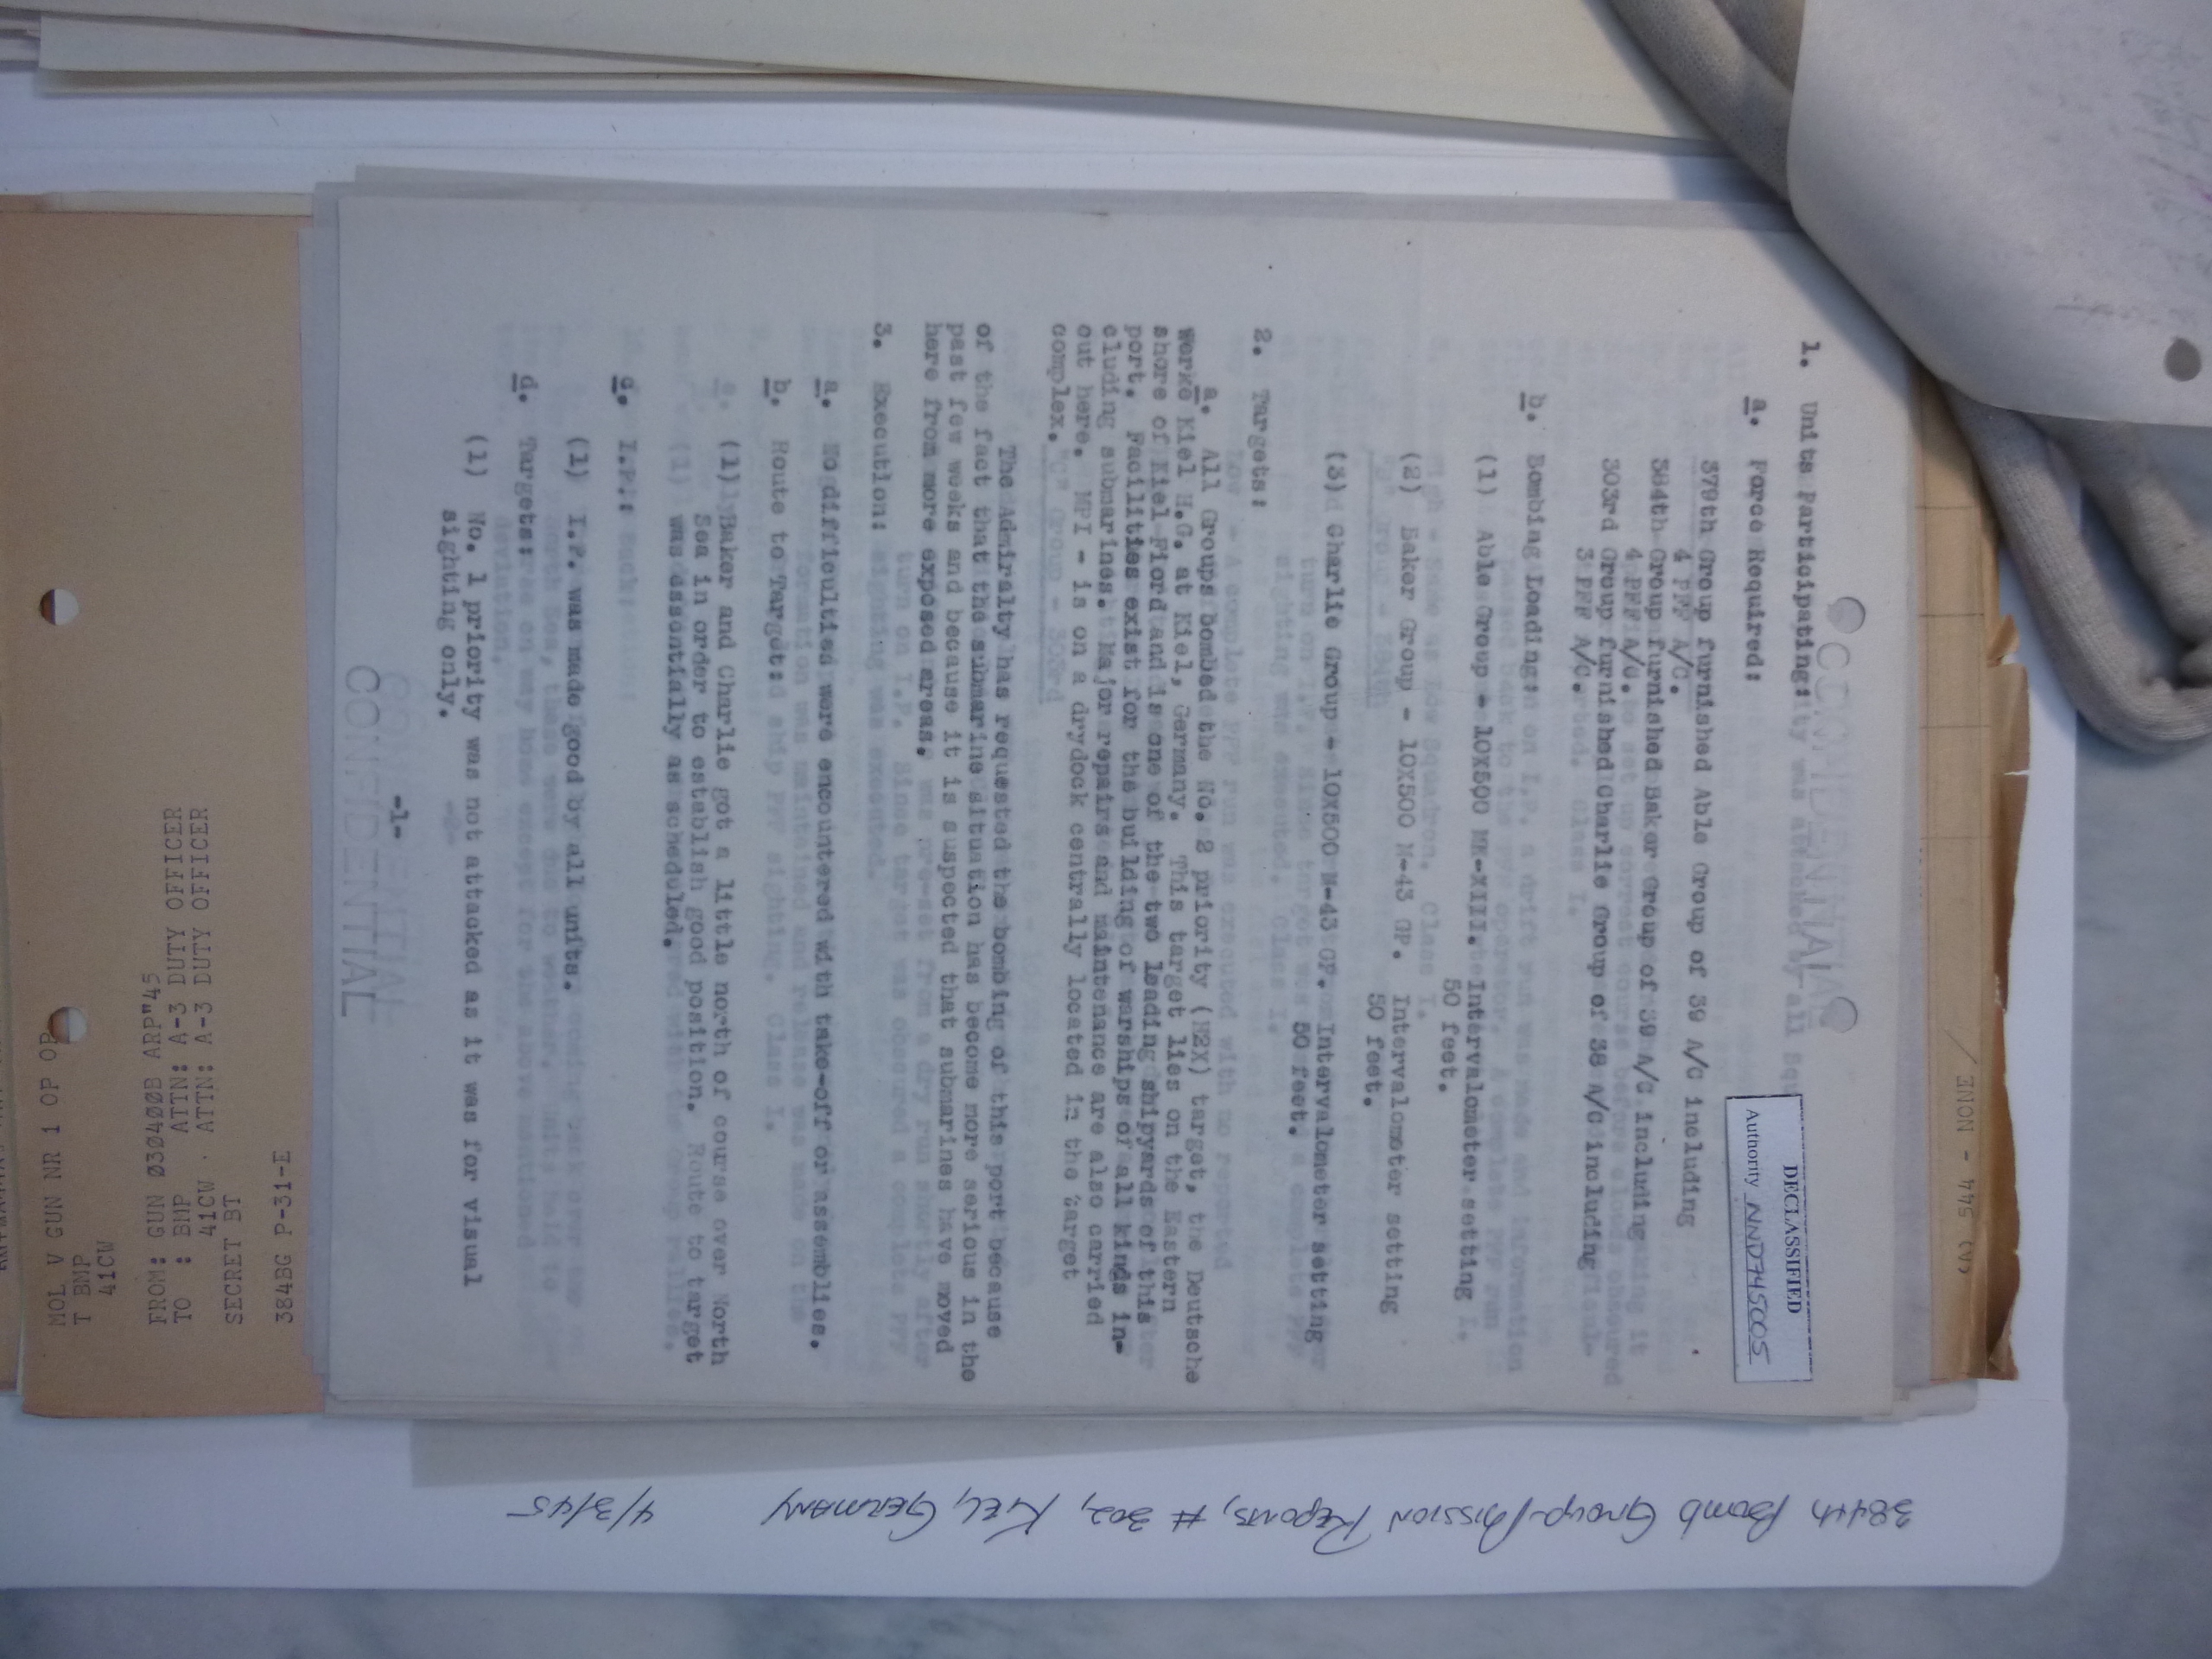 CONFIDENTIAL
DECLASSIFIED
Authority NND745005
1. Units Participating:
a. Force Required:
379th Group furnished Able Group of 39 A/C including
4 PFF A/C.
384th Group furnished Baker Group of 39 A/C including
4 PFF A/C.
303rd Group furnished Charlie Group of 38 A/C including
3 PFF A/C.
b. Bombing Loading:
(1) Able Group - 10X500 MK-XIII. Intervalometer setting
50 feet.
(2) Baker Group - 10X500 M-43 GP. Intervalometer setting
50 feet.
(3) Charlie Group - 10X500 M-43 GP. Intervalometer setting
50 feet.
2. Targets:
a. All Groups bombed the No. 2 priority (H2X) target, the Deutsche
Werke Kiel H.G. at Kiel, Germany. This target lies on the Eastern
shore of Kiel Fiord and is one of the two leading shipyards of this
port. Facilities exist for the building of warships of all kinds in-
cluding submarines. Major repairs and maintenance are also carried
out here. MPI - is on a drydock centrally located in the target
complex.
The Admiralty has requested the bombing of this port because
of the fact that the submarine situation has become more serious in the
past few weeks and because it is suspected that submarines have moved
here from more exposed areas.
3. Execution:
a. No difficulties were encountered with take-off or assemblies.
b. Route to Target:
(1) Baker and Charlie got a little north of course over North
Sea in order to establish good position. Route to target
was essentially as scheduled.
c. I.P.:
(1) I.P. was made good by all units.
d. Targets:
(1) No. 1 priority was not attacked as it was for visual
sighting only.
-1-
CONFIDENTIAL
384BG P-31-E
SECRET BT
41CW . ATTN: A-3 DUTY OFFICER
TO : BMP ATTN: A-3 DUTY OFFICER
FROM: GUN 030400B ARP"45
41CW
T BMP
MOL V GUN NR 1 OP OP
384th Bomb Group-Mission Reports, # 302, Kiel, Germany 4/3/45
544 (V) - NONE /